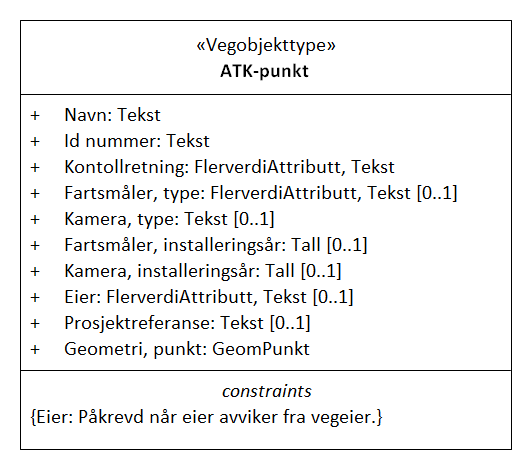 «Vegobjekttype»
ATK-punkt
+ Navn: Tekst
+ Id nummer: Tekst
+ Kontollretning: FlerverdiAttributt, Tekst
+ Fartsmåler, type: FlerverdiAttributt, Tekst [0..1]
+ Kamera, type: Tekst [0..1]
+ Fartsmåler, installeringsår: Tall [0..1]
+ Kamera, installeringsår: Tall [0..1]
+ Eier: FlerverdiAttributt, Tekst [0..1]
+ Prosjektreferanse: Tekst [0..1]
+ Geometri, punkt: GeomPunkt
constraints
{Eier: Påkrevd når eier avviker fra vegeier.}